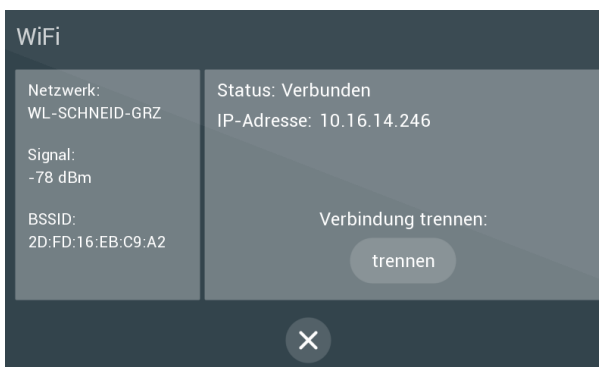 WiFi
Netzwerk:
WL-SCHNEID-GRZ
Signal:
-78 dBm
BSSID:
2D:FD:16:EB:C9:A2
Status: Verbunden
IP-Adresse: 10.16.14.246
Verbindung trennen:
trennen